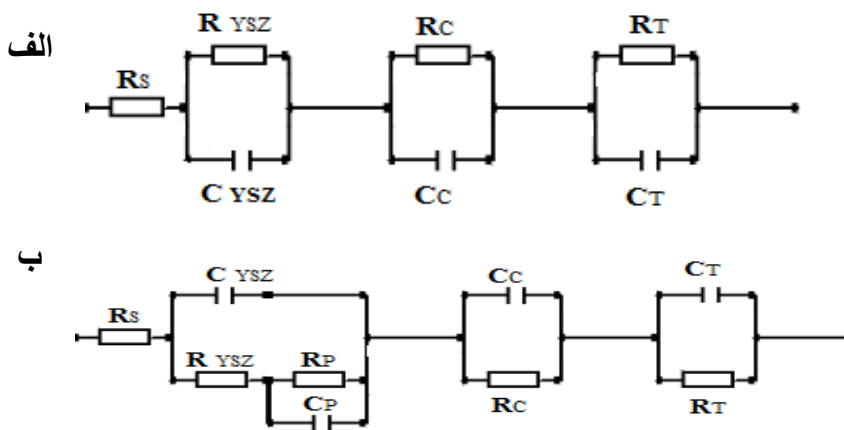 الف
R YSZ RC RT
RS
C YSZ CC CT
ب
C YSZ CC CT
RS
R YSZ RP
CP RC RT